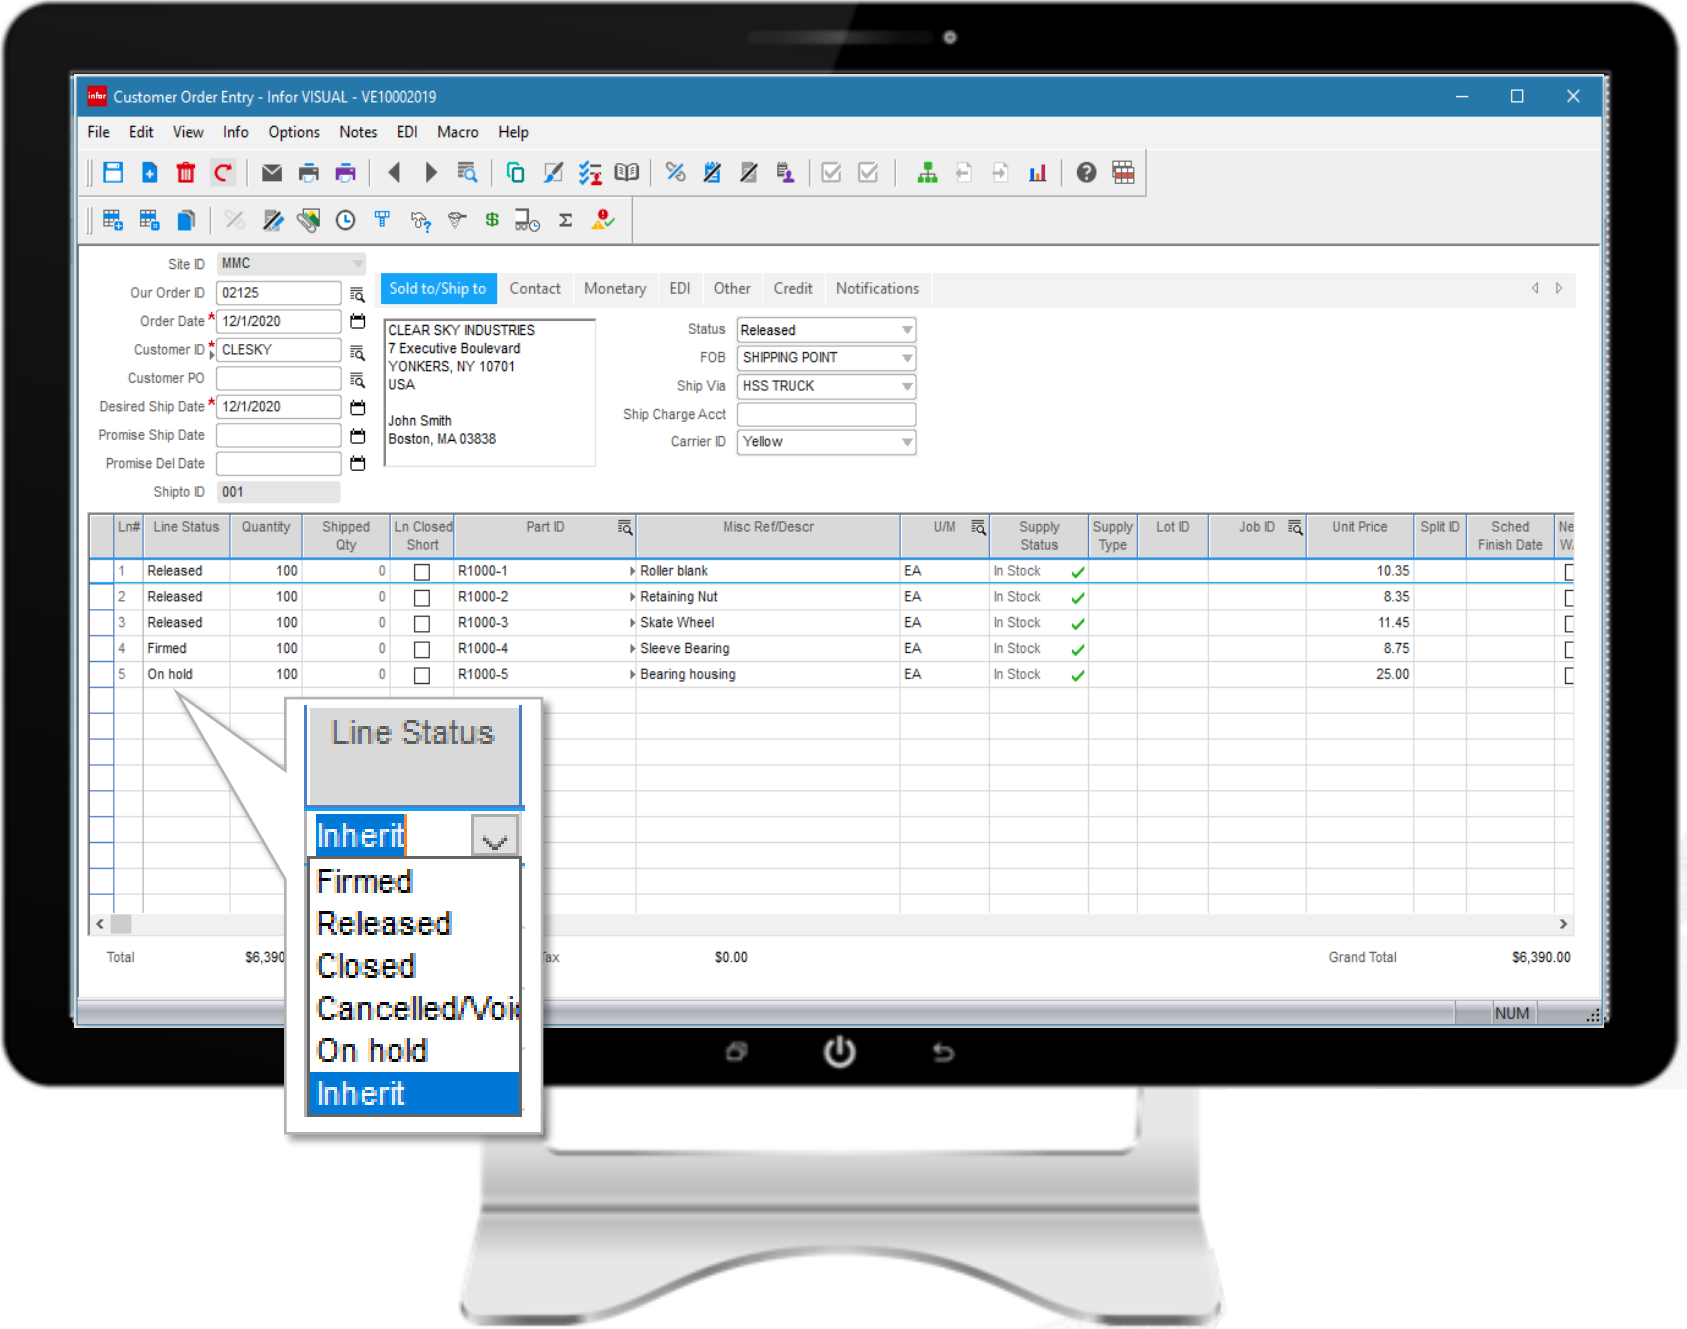 infor Customer Order Entry - Infor VISUAL - VE10002019
File Edit View Info Options Notes EDI Macro Help
Site ID MMC
Our Order ID 02125
Order Date * 12/1/2020
Customer ID * CLESKY
Customer PO
Desired Ship Date * 12/1/2020
Promise Ship Date
Promise Del Date
Shipto ID 001
Sold to/Ship to Contact Monetary EDI Other Credit Notifications
CLEAR SKY INDUSTRIES
7 Executive Boulevard
YONKERS, NY 10701
USA
John Smith
Boston, MA 03838
Status Released
FOB SHIPPING POINT
Ship Via HSS TRUCK
Ship Charge Acct
Carrier ID Yellow
Ln# Line Status Quantity Shipped Qty Ln Closed Short Part ID Misc Ref/Descr U/M Supply Status Supply Type Lot ID Job ID Unit Price Split ID Sched Finish Date Ne W
1 Released 100 0 R1000-1 Roller blank EA In Stock 10.35
2 Released 100 0 R1000-2 Retaining Nut EA In Stock 8.35
3 Released 100 0 R1000-3 Skate Wheel EA In Stock 11.45
4 Firmed 100 0 R1000-4 Sleeve Bearing EA In Stock 8.75
5 On hold 100 0 R1000-5 Bearing housing EA In Stock 25.00
Line Status
Inherit
Firmed
Released
Closed
Cancelled/Voi
On hold
Inherit
Total $6,390 ax $0.00 Grand Total $6,390.00
NUM